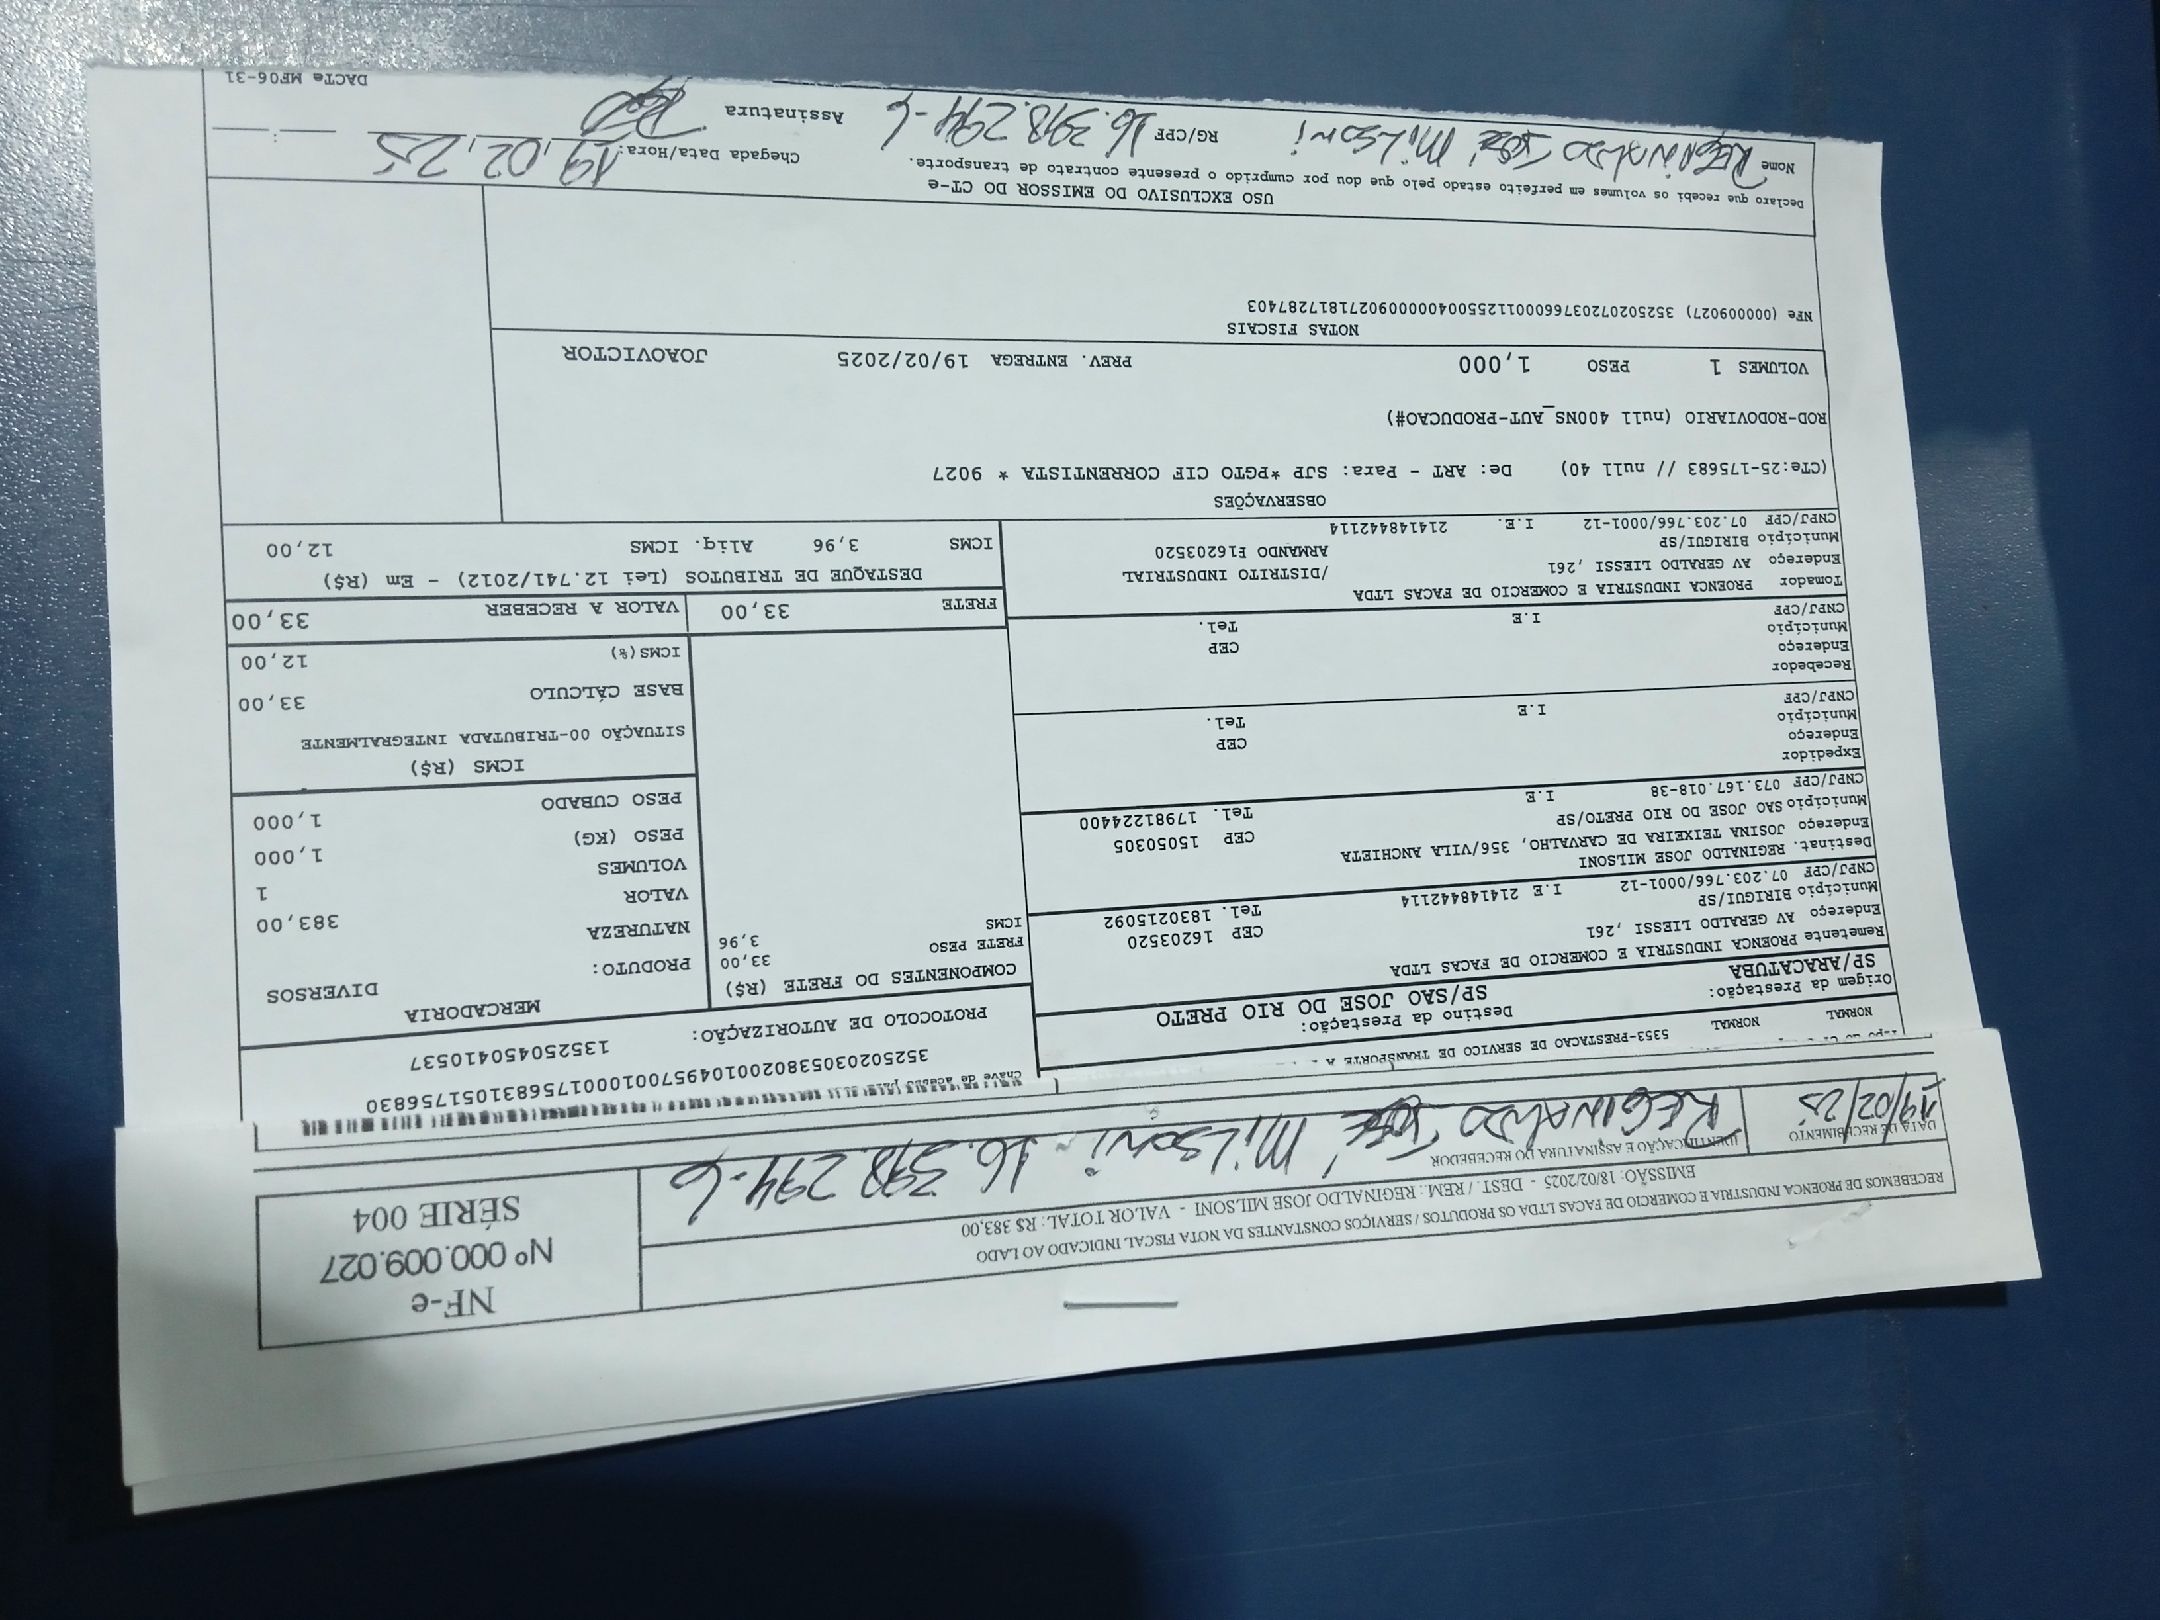 RECEBEMOS DE PROENCA INDUSTRIA E COMERCIO DE FACAS LTDA OS PRODUTOS / SERVIÇOS CONSTANTES DA NOTA FISCAL INDICADO AO LADO
EMISSÃO: 18/02/2025 - DEST. / REM.: REGINALDO JOSE MILSONI - VALOR TOTAL: R$ 383,00
DATA DE RECEBIMENTO
19/02/25
IDENTIFICAÇÃO E ASSINATURA DO RECEBEDOR
REGINALDO JOSÉ MILSONI 16.398.294-6
NF-e
Nº 000.009.027
SÉRIE 004
NORMAL NORMAL 5353-PRESTACAO DE SERVICO DE TRANSPORTE A
Chave de acesso
35250203053802001049570010001756831051756830
PROTOCOLO DE AUTORIZAÇÃO: 135250450410537
Origem da Prestação:
SP/ARACATUBA
Destino da Prestação:
SP/SAO JOSE DO RIO PRETO
Remetente PROENCA INDUSTRIA E COMERCIO DE FACAS LTDA
Endereço AV GERALDO LIESSI ,261 CEP 16203520
Município BIRIGUI/SP Tel. 1830215092
CNPJ/CPF 07.203.766/0001-12 I.E 214148442114
Destinat. REGINALDO JOSE MILSONI
Endereço JOSINA TEIXEIRA DE CARVALHO, 356/VILA ANCHIETA CEP 15050305
Município SAO JOSE DO RIO PRETO/SP Tel. 17981224400
CNPJ/CPF 073.167.018-38 I.E
Expedidor
Endereço CEP
Município Tel.
CNPJ/CPF I.E
Recebedor
Endereço CEP
Município Tel.
CNPJ/CPF I.E
Tomador PROENCA INDUSTRIA E COMERCIO DE FACAS LTDA
Endereço AV GERALDO LIESSI ,261 /DISTRITO INDUSTRIAL
Município BIRIGUI/SP ARMANDO F16203520
CNPJ/CPF 07.203.766/0001-12 I.E. 214148442114
COMPONENTES DO FRETE (R$)
FRETE PESO 33,00
ICMS 3,96
MERCADORIA
PRODUTO: DIVERSOS
NATUREZA
VALOR 383,00
VOLUMES 1
PESO (KG) 1,000
PESO CUBADO 1,000
ICMS (R$)
SITUAÇÃO 00-TRIBUTADA INTEGRALMENTE
BASE CÁLCULO 33,00
ICMS(%) 12,00
FRETE 33,00 VALOR A RECEBER 33,00
DESTAQUE DE TRIBUTOS (Lei 12.741/2012) - Em (R$)
ICMS 3,96 Aliq. ICMS 12,00
OBSERVAÇÕES
(CTe:25-175683 // null 40) De: ART - Para: SJP *PGTO CIF CORRENTISTA * 9027
ROD-RODOVIARIO (null 400NS_AUT-PRODUCAO#)
VOLUMES 1 PESO 1,000 PREV. ENTREGA 19/02/2025 JOAOVICTOR
NOTAS FISCAIS
NFe (00009027) 35250207203766000112550040000090271817287403
USO EXCLUSIVO DO EMISSOR DO CT-e
Declaro que recebi os volumes em perfeito estado pelo que dou por cumprido o presente contrato de transporte.
Nome REGINALDO JOSÉ MILSONI RG/CPF 16.398.294-6
Chegada Data/Hora: 19,02,25
Assinatura
DACTe MF06-31